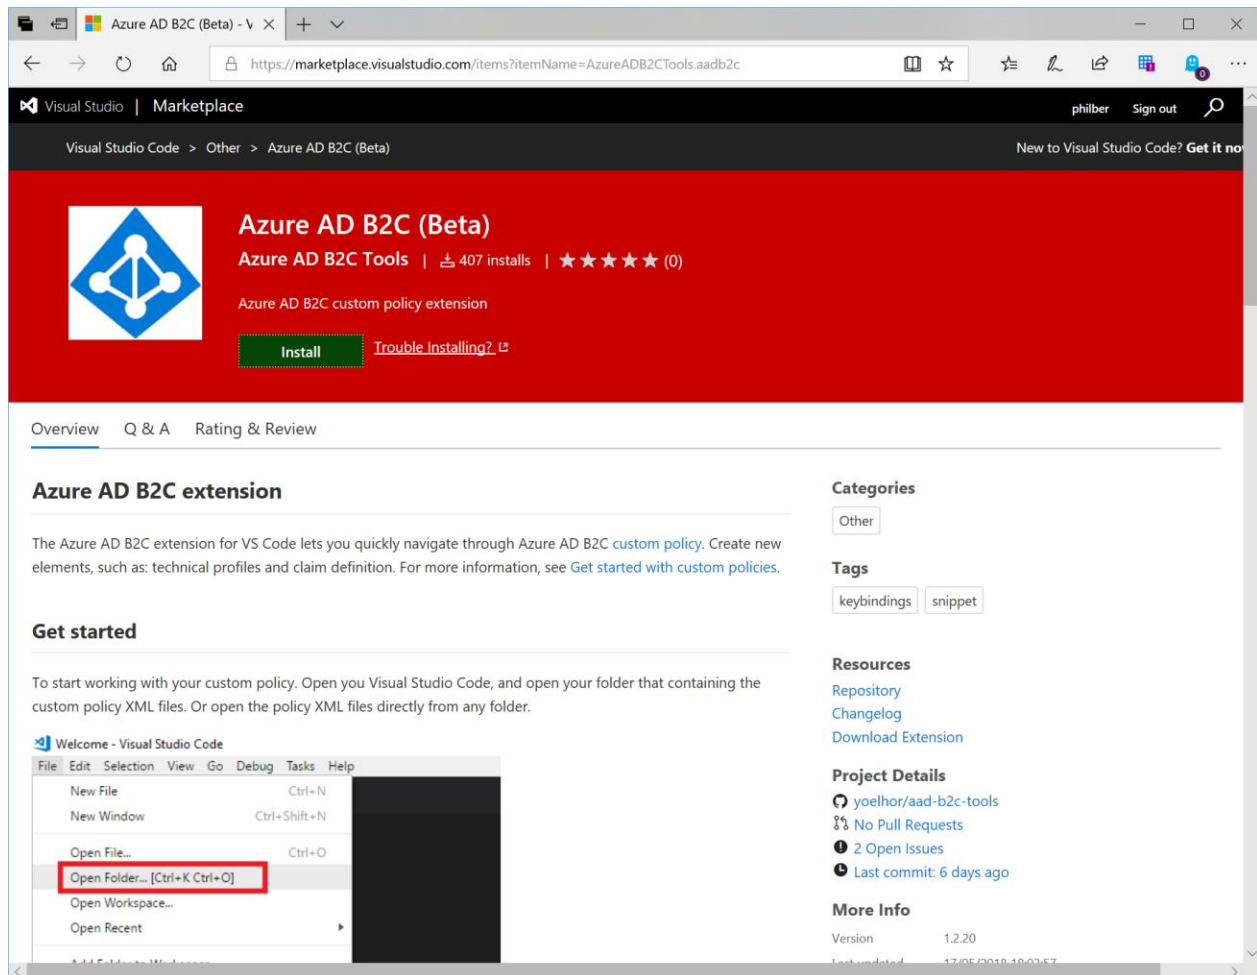 Azure AD B2C (Beta) - V
https://marketplace.visualstudio.com/items?itemName=AzureADB2CTools.aadb2c
0
Visual Studio | Marketplace
philber Sign out
Visual Studio Code > Other > Azure AD B2C (Beta)
New to Visual Studio Code? Get it no
Azure AD B2C (Beta)
Azure AD B2C Tools | 407 installs | ★★★★★ (0)
Azure AD B2C custom policy extension
Install
Trouble Installing?
Overview Q & A Rating & Review
Azure AD B2C extension
The Azure AD B2C extension for VS Code lets you quickly navigate through Azure AD B2C custom policy. Create new
elements, such as: technical profiles and claim definition. For more information, see Get started with custom policies.
Get started
To start working with your custom policy. Open you Visual Studio Code, and open your folder that containing the
custom policy XML files. Or open the policy XML files directly from any folder.
Welcome - Visual Studio Code
File Edit Selection View Go Debug Tasks Help
New File Ctrl+N
New Window Ctrl+Shift+N
Open File... Ctrl+O
Open Folder... [Ctrl+K Ctrl+O]
Open Workspace...
Open Recent
Categories
Other
Tags
keybindings snippet
Resources
Repository
Changelog
Download Extension
Project Details
yoelhor/aad-b2c-tools
No Pull Requests
2 Open Issues
Last commit: 6 days ago
More Info
Version 1.2.20
Last updated 17/05/2018 18:02:57